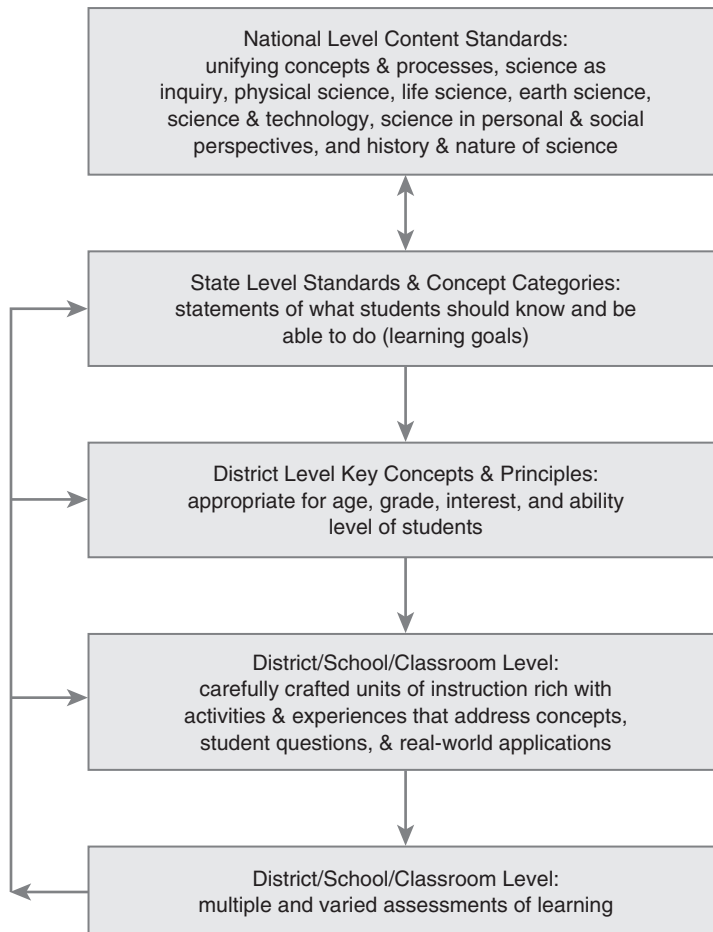 National Level Content Standards:
unifying concepts & processes, science as
inquiry, physical science, life science, earth science,
science & technology, science in personal & social
perspectives, and history & nature of science
State Level Standards & Concept Categories:
statements of what students should know and be
able to do (learning goals)
District Level Key Concepts & Principles:
appropriate for age, grade, interest, and ability
level of students
District/School/Classroom Level:
carefully crafted units of instruction rich with
activities & experiences that address concepts,
student questions, & real-world applications
District/School/Classroom Level:
multiple and varied assessments of learning